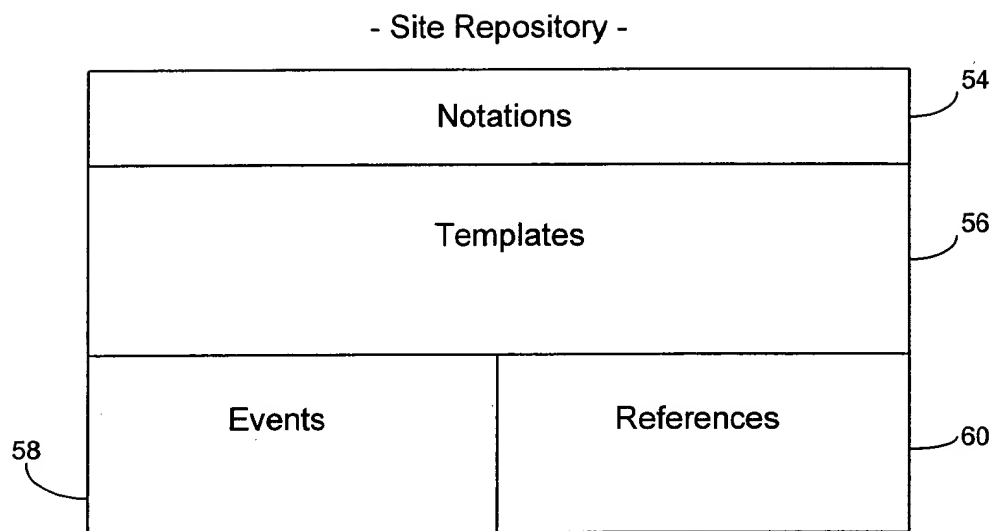 - Site Repository -
54
Notations
Templates
56
Events
References
58
60